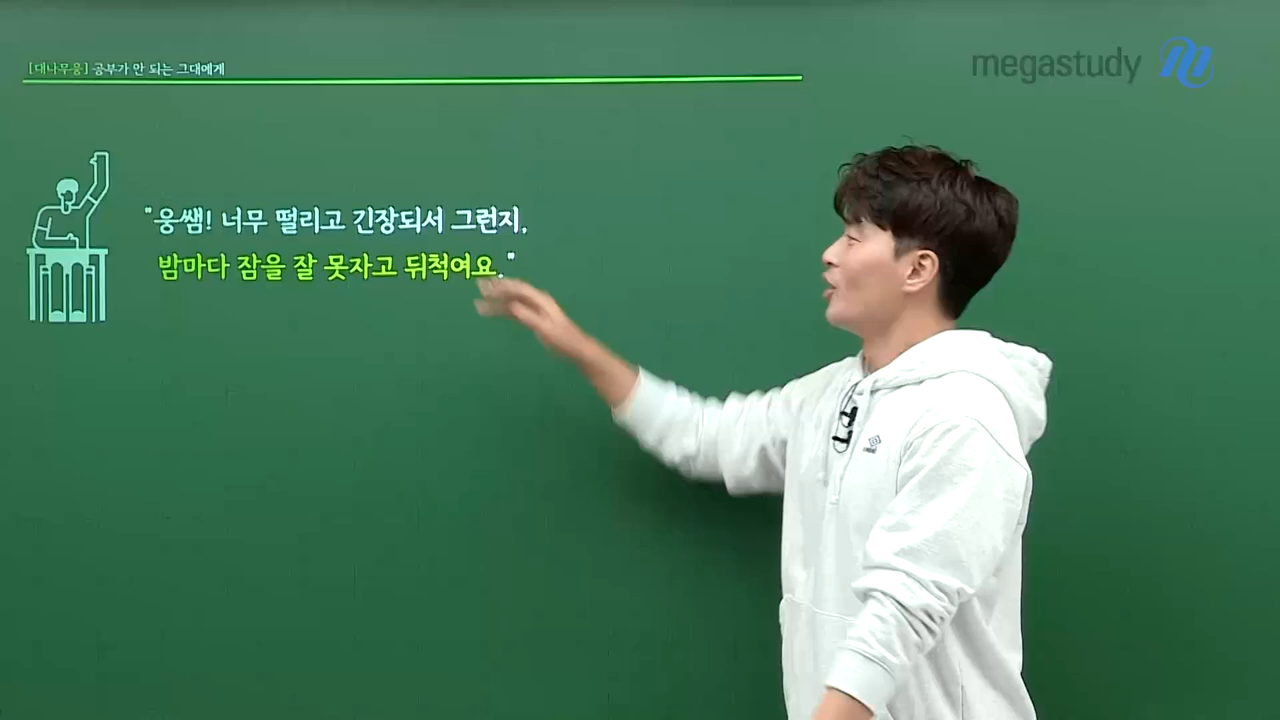 [대나무웅] 공부가 안 되는 그대에게
megastudy
"웅쌤! 너무 떨리고 긴장되서 그런지,
밤마다 잠을 잘 못자고 뒤척여요."